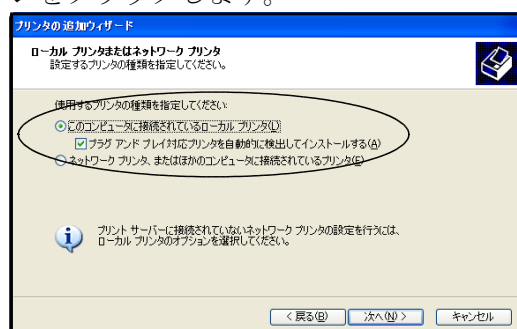 をクリックします。
プリンタの追加ウィザード
ローカル プリンタまたはネットワーク プリンタ
設定するプリンタの種類を指定してください。
使用するプリンタの種類を指定してください:
このコンピュータに接続されているローカル プリンタ(L)
プラグ アンド プレイ対応プリンタを自動的に検出してインストールする(A)
ネットワーク プリンタ、またはほかのコンピュータに接続されているプリンタ(E)
プリント サーバーに接続されていないネットワーク プリンタの設定を行うには、
ローカル プリンタのオプションを選択してください。
< 戻る(B) 次へ(N) > キャンセル